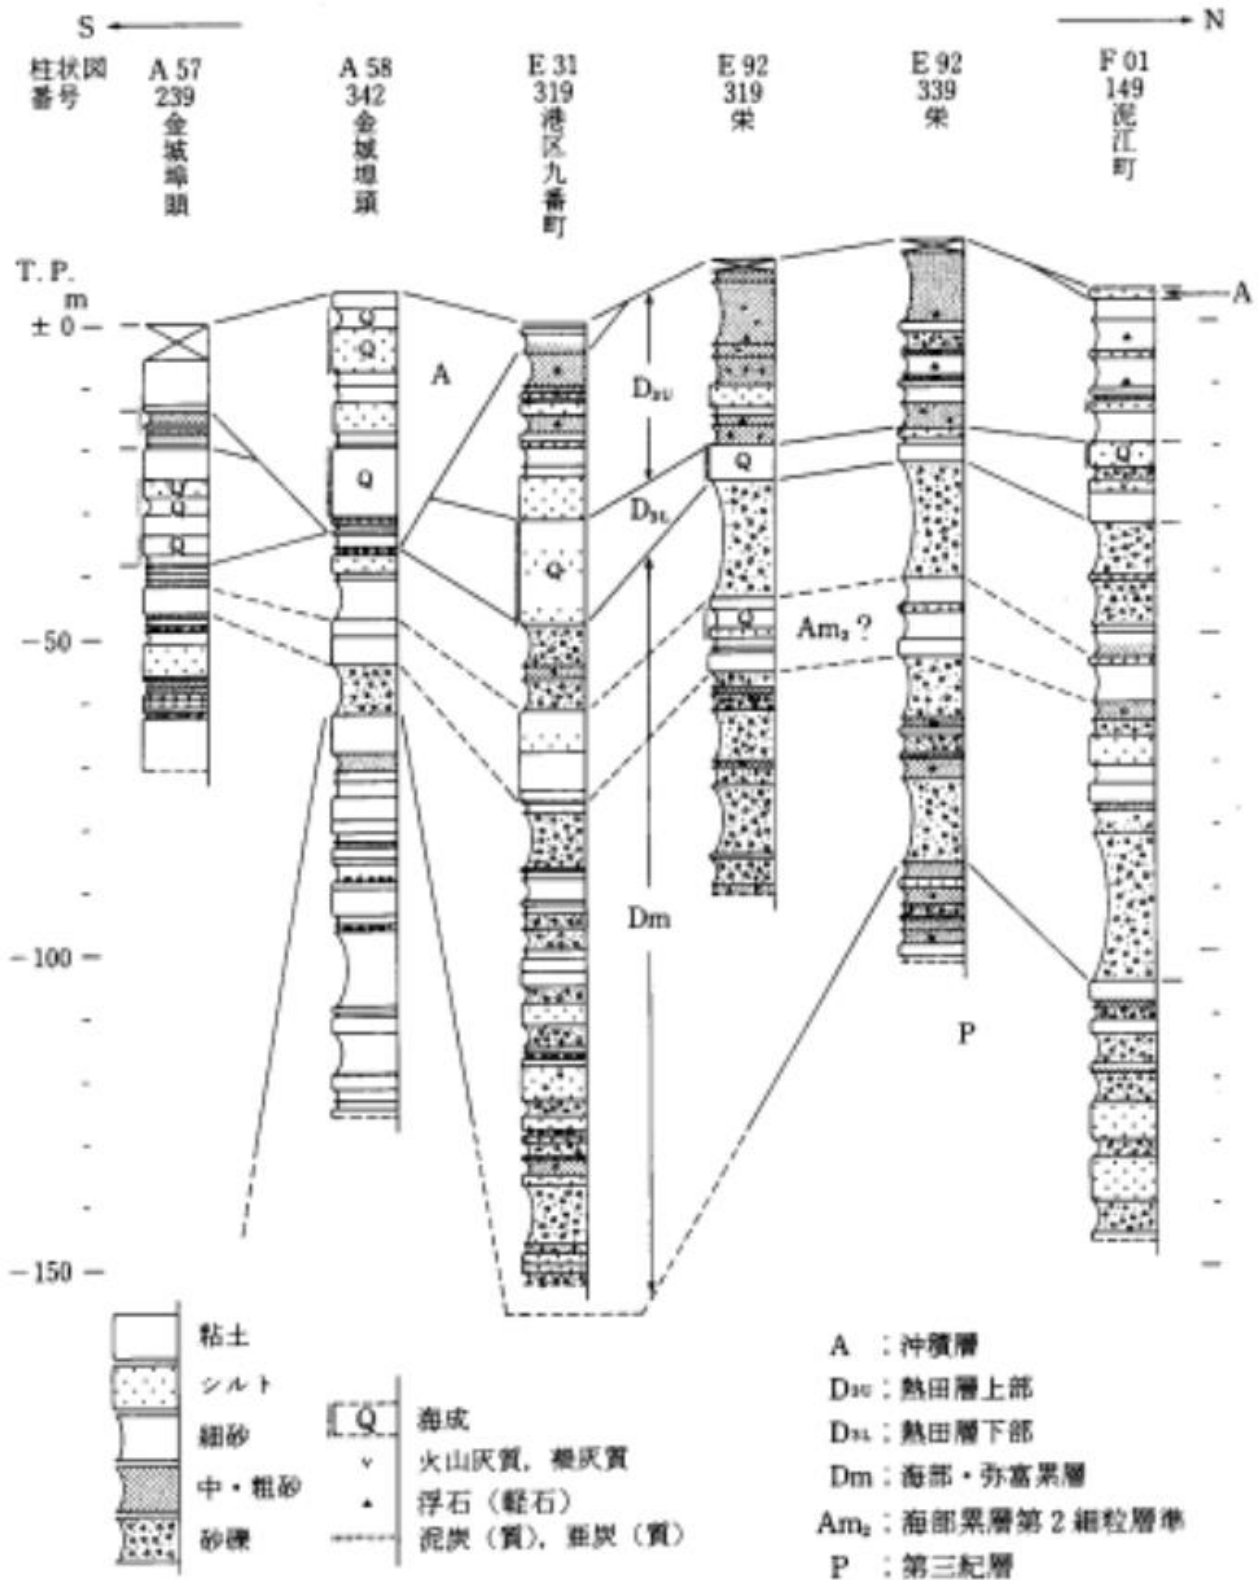 S
N
柱状図
番号
A 57
239
金城埠頭
A 58
342
金城埠頭
E 31
319
港区九番町
E 92
319
栄
E 92
339
栄
F 01
149
泥江町
T. P.
m
± 0
−50
−100
−150
A
A
D₃U
D₃L
Am₂ ?
Dm
P
Q
Q
Q
Q
Q
Q
Q
Q
Q
Q
粘土
シルト
細砂
中・粗砂
砂礫
Q 海成
v 火山灰質，凝灰質
▲ 浮石（軽石）
泥炭（質），亜炭（質）
A ：沖積層
D₃U：熱田層上部
D₃L：熱田層下部
Dm：海部・弥富累層
Am₂：海部累層第2細粒層準
P ：第三紀層